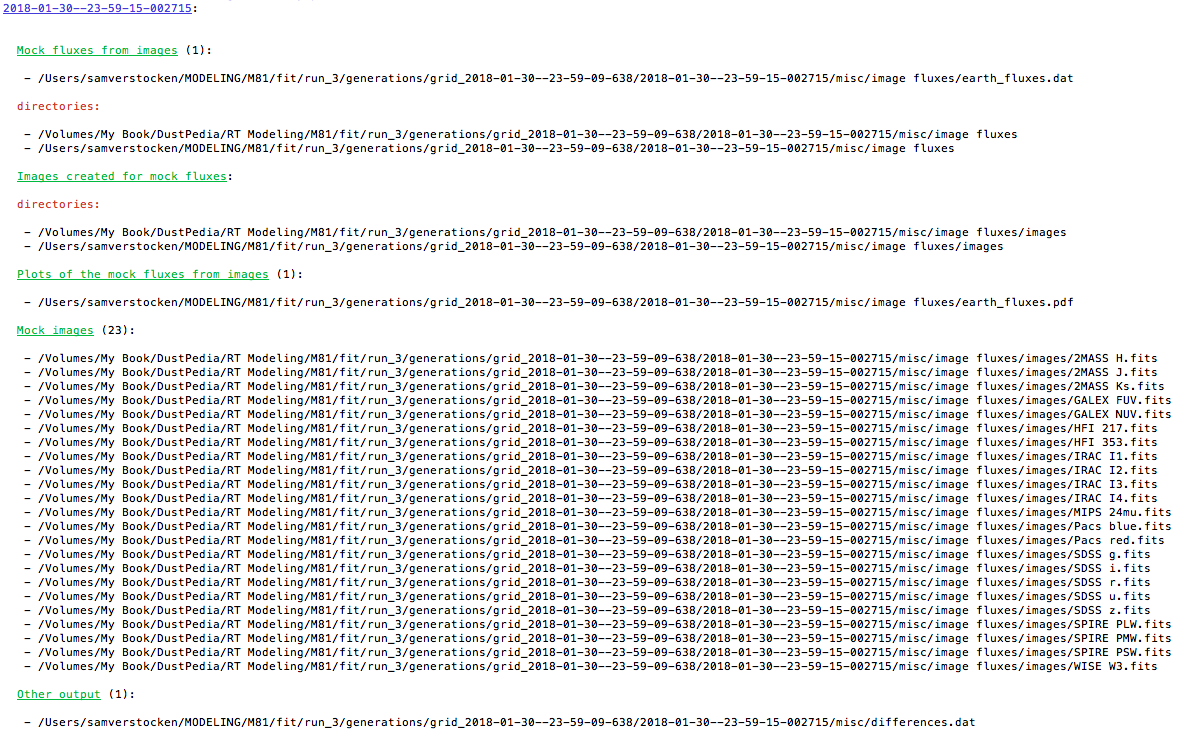 2018-01-30--23-59-15-002715:
Mock fluxes from images (1):
- /Users/samverstocken/MODELING/M81/fit/run_3/generations/grid_2018-01-30--23-59-09-638/2018-01-30--23-59-15-002715/misc/image fluxes/earth_fluxes.dat
directories:
- /Volumes/My Book/DustPedia/RT Modeling/M81/fit/run_3/generations/grid_2018-01-30--23-59-09-638/2018-01-30--23-59-15-002715/misc/image fluxes
- /Users/samverstocken/MODELING/M81/fit/run_3/generations/grid_2018-01-30--23-59-09-638/2018-01-30--23-59-15-002715/misc/image fluxes
Images created for mock fluxes:
directories:
- /Volumes/My Book/DustPedia/RT Modeling/M81/fit/run_3/generations/grid_2018-01-30--23-59-09-638/2018-01-30--23-59-15-002715/misc/image fluxes/images
- /Users/samverstocken/MODELING/M81/fit/run_3/generations/grid_2018-01-30--23-59-09-638/2018-01-30--23-59-15-002715/misc/image fluxes/images
Plots of the mock fluxes from images (1):
- /Users/samverstocken/MODELING/M81/fit/run_3/generations/grid_2018-01-30--23-59-09-638/2018-01-30--23-59-15-002715/misc/image fluxes/earth_fluxes.pdf
Mock images (23):
- /Volumes/My Book/DustPedia/RT Modeling/M81/fit/run_3/generations/grid_2018-01-30--23-59-09-638/2018-01-30--23-59-15-002715/misc/image fluxes/images/2MASS H.fits
- /Volumes/My Book/DustPedia/RT Modeling/M81/fit/run_3/generations/grid_2018-01-30--23-59-09-638/2018-01-30--23-59-15-002715/misc/image fluxes/images/2MASS J.fits
- /Volumes/My Book/DustPedia/RT Modeling/M81/fit/run_3/generations/grid_2018-01-30--23-59-09-638/2018-01-30--23-59-15-002715/misc/image fluxes/images/2MASS Ks.fits
- /Volumes/My Book/DustPedia/RT Modeling/M81/fit/run_3/generations/grid_2018-01-30--23-59-09-638/2018-01-30--23-59-15-002715/misc/image fluxes/images/GALEX FUV.fits
- /Volumes/My Book/DustPedia/RT Modeling/M81/fit/run_3/generations/grid_2018-01-30--23-59-09-638/2018-01-30--23-59-15-002715/misc/image fluxes/images/GALEX NUV.fits
- /Volumes/My Book/DustPedia/RT Modeling/M81/fit/run_3/generations/grid_2018-01-30--23-59-09-638/2018-01-30--23-59-15-002715/misc/image fluxes/images/HFI 217.fits
- /Volumes/My Book/DustPedia/RT Modeling/M81/fit/run_3/generations/grid_2018-01-30--23-59-09-638/2018-01-30--23-59-15-002715/misc/image fluxes/images/HFI 353.fits
- /Volumes/My Book/DustPedia/RT Modeling/M81/fit/run_3/generations/grid_2018-01-30--23-59-09-638/2018-01-30--23-59-15-002715/misc/image fluxes/images/IRAC I1.fits
- /Volumes/My Book/DustPedia/RT Modeling/M81/fit/run_3/generations/grid_2018-01-30--23-59-09-638/2018-01-30--23-59-15-002715/misc/image fluxes/images/IRAC I2.fits
- /Volumes/My Book/DustPedia/RT Modeling/M81/fit/run_3/generations/grid_2018-01-30--23-59-09-638/2018-01-30--23-59-15-002715/misc/image fluxes/images/IRAC I3.fits
- /Volumes/My Book/DustPedia/RT Modeling/M81/fit/run_3/generations/grid_2018-01-30--23-59-09-638/2018-01-30--23-59-15-002715/misc/image fluxes/images/IRAC I4.fits
- /Volumes/My Book/DustPedia/RT Modeling/M81/fit/run_3/generations/grid_2018-01-30--23-59-09-638/2018-01-30--23-59-15-002715/misc/image fluxes/images/MIPS 24mu.fits
- /Volumes/My Book/DustPedia/RT Modeling/M81/fit/run_3/generations/grid_2018-01-30--23-59-09-638/2018-01-30--23-59-15-002715/misc/image fluxes/images/Pacs blue.fits
- /Volumes/My Book/DustPedia/RT Modeling/M81/fit/run_3/generations/grid_2018-01-30--23-59-09-638/2018-01-30--23-59-15-002715/misc/image fluxes/images/Pacs red.fits
- /Volumes/My Book/DustPedia/RT Modeling/M81/fit/run_3/generations/grid_2018-01-30--23-59-09-638/2018-01-30--23-59-15-002715/misc/image fluxes/images/SDSS g.fits
- /Volumes/My Book/DustPedia/RT Modeling/M81/fit/run_3/generations/grid_2018-01-30--23-59-09-638/2018-01-30--23-59-15-002715/misc/image fluxes/images/SDSS i.fits
- /Volumes/My Book/DustPedia/RT Modeling/M81/fit/run_3/generations/grid_2018-01-30--23-59-09-638/2018-01-30--23-59-15-002715/misc/image fluxes/images/SDSS r.fits
- /Volumes/My Book/DustPedia/RT Modeling/M81/fit/run_3/generations/grid_2018-01-30--23-59-09-638/2018-01-30--23-59-15-002715/misc/image fluxes/images/SDSS u.fits
- /Volumes/My Book/DustPedia/RT Modeling/M81/fit/run_3/generations/grid_2018-01-30--23-59-09-638/2018-01-30--23-59-15-002715/misc/image fluxes/images/SDSS z.fits
- /Volumes/My Book/DustPedia/RT Modeling/M81/fit/run_3/generations/grid_2018-01-30--23-59-09-638/2018-01-30--23-59-15-002715/misc/image fluxes/images/SPIRE PLW.fits
- /Volumes/My Book/DustPedia/RT Modeling/M81/fit/run_3/generations/grid_2018-01-30--23-59-09-638/2018-01-30--23-59-15-002715/misc/image fluxes/images/SPIRE PMW.fits
- /Volumes/My Book/DustPedia/RT Modeling/M81/fit/run_3/generations/grid_2018-01-30--23-59-09-638/2018-01-30--23-59-15-002715/misc/image fluxes/images/SPIRE PSW.fits
- /Volumes/My Book/DustPedia/RT Modeling/M81/fit/run_3/generations/grid_2018-01-30--23-59-09-638/2018-01-30--23-59-15-002715/misc/image fluxes/images/WISE W3.fits
Other output (1):
- /Users/samverstocken/MODELING/M81/fit/run_3/generations/grid_2018-01-30--23-59-09-638/2018-01-30--23-59-15-002715/misc/differences.dat